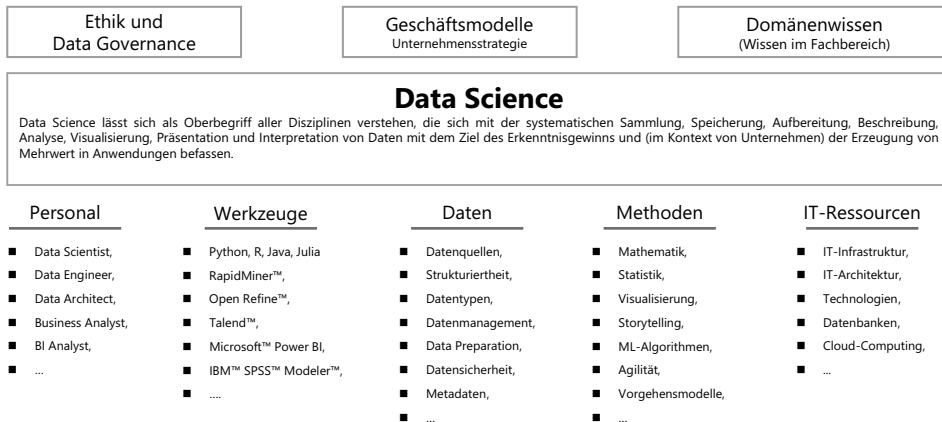 Ethik und
Data Governance
Geschäftsmodelle
Unternehmensstrategie
Domänenwissen
(Wissen im Fachbereich)
Data Science
Data Science lässt sich als Oberbegriff aller Disziplinen verstehen, die sich mit der systematischen Sammlung, Speicherung, Aufbereitung, Beschreibung,
Analyse, Visualisierung, Präsentation und Interpretation von Daten mit dem Ziel des Erkenntnisgewinns und (im Kontext von Unternehmen) der Erzeugung von
Mehrwert in Anwendungen befassen.
Personal
■ Data Scientist,
■ Data Engineer,
■ Data Architect,
■ Business Analyst,
■ BI Analyst,
■ ...
Werkzeuge
■ Python, R, Java, Julia
■ RapidMiner™,
■ Open Refine™,
■ Talend™,
■ Microsoft™ Power BI,
■ IBM™ SPSS™ Modeler™,
■ ....
Daten
■ Datenquellen,
■ Strukturiertheit,
■ Datentypen,
■ Datenmanagement,
■ Data Preparation,
■ Datensicherheit,
■ Metadaten,
■ ...
Methoden
■ Mathematik,
■ Statistik,
■ Visualisierung,
■ Storytelling,
■ ML-Algorithmen,
■ Agilität,
■ Vorgehensmodelle,
■ ...
IT-Ressourcen
■ IT-Infrastruktur,
■ IT-Architektur,
■ Technologien,
■ Datenbanken,
■ Cloud-Computing,
■ ...